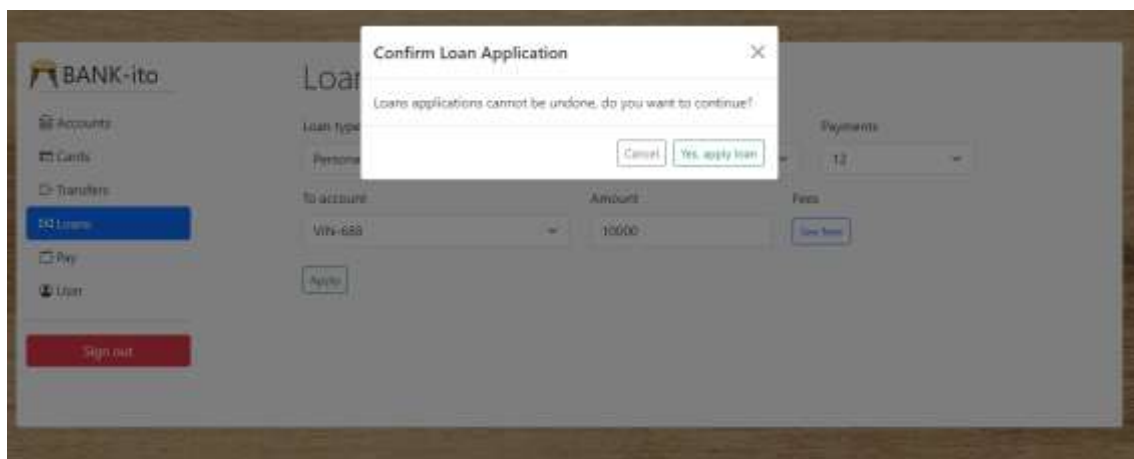 BANK-ito
Accounts
Cards
Transfers
Loans
Pay
User
Sign out
Loan
Confirm Loan Application
Loans applications cannot be undone, do you want to continue?
Cancel
Yes, apply loan
Loan type
Payments
Persona
12
To account
Amount
Fees
VIN-688
10000
See fees
Apply